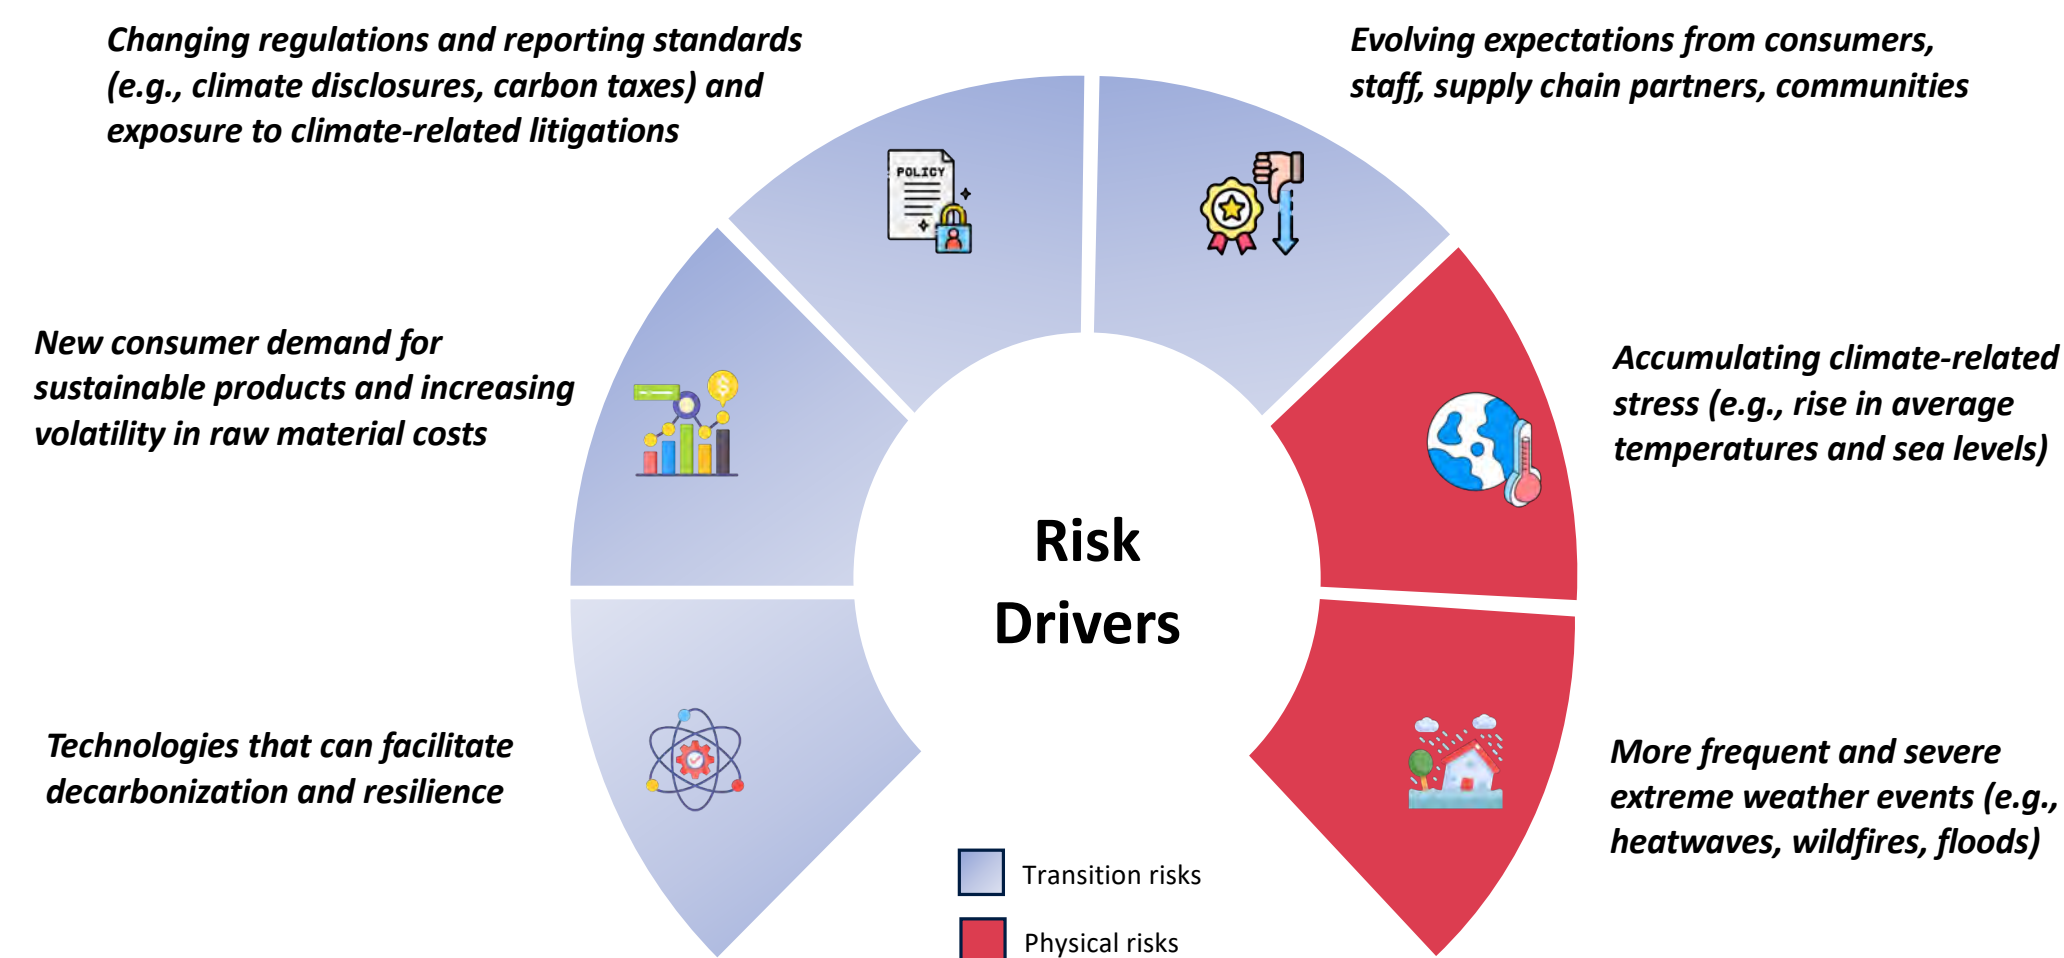 Changing regulations and reporting standards
(e.g., climate disclosures, carbon taxes) and
exposure to climate-related litigations
Evolving expectations from consumers,
staff, supply chain partners, communities
POLICY
New consumer demand for
sustainable products and increasing
volatility in raw material costs
$
Accumulating climate-related
stress (e.g., rise in average
temperatures and sea levels)
Risk
Drivers
Technologies that can facilitate
decarbonization and resilience
More frequent and severe
extreme weather events (e.g.,
heatwaves, wildfires, floods)
Transition risks
Physical risks